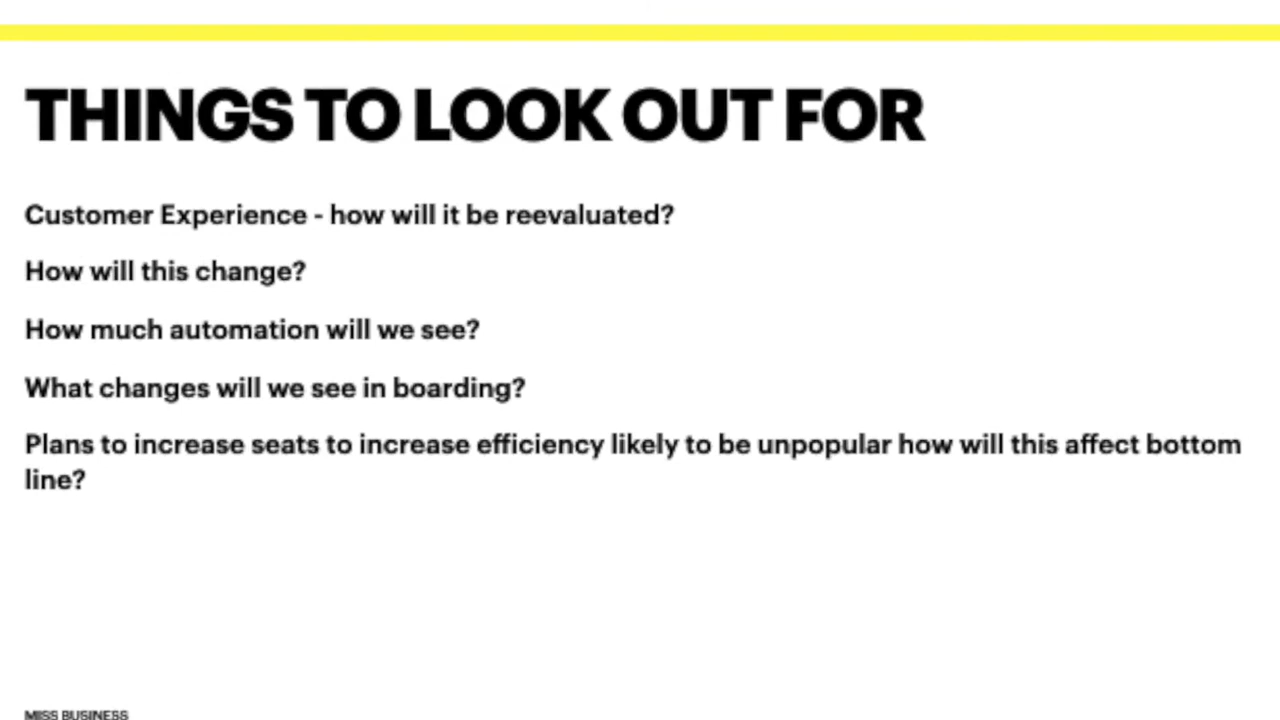 THINGS TO LOOK OUT FOR
Customer Experience - how will it be reevaluated?
How will this change?
How much automation will we see?
What changes will we see in boarding?
Plans to increase seats to increase efficiency likely to be unpopular how will this affect bottom
line?
MISS BUSINESS